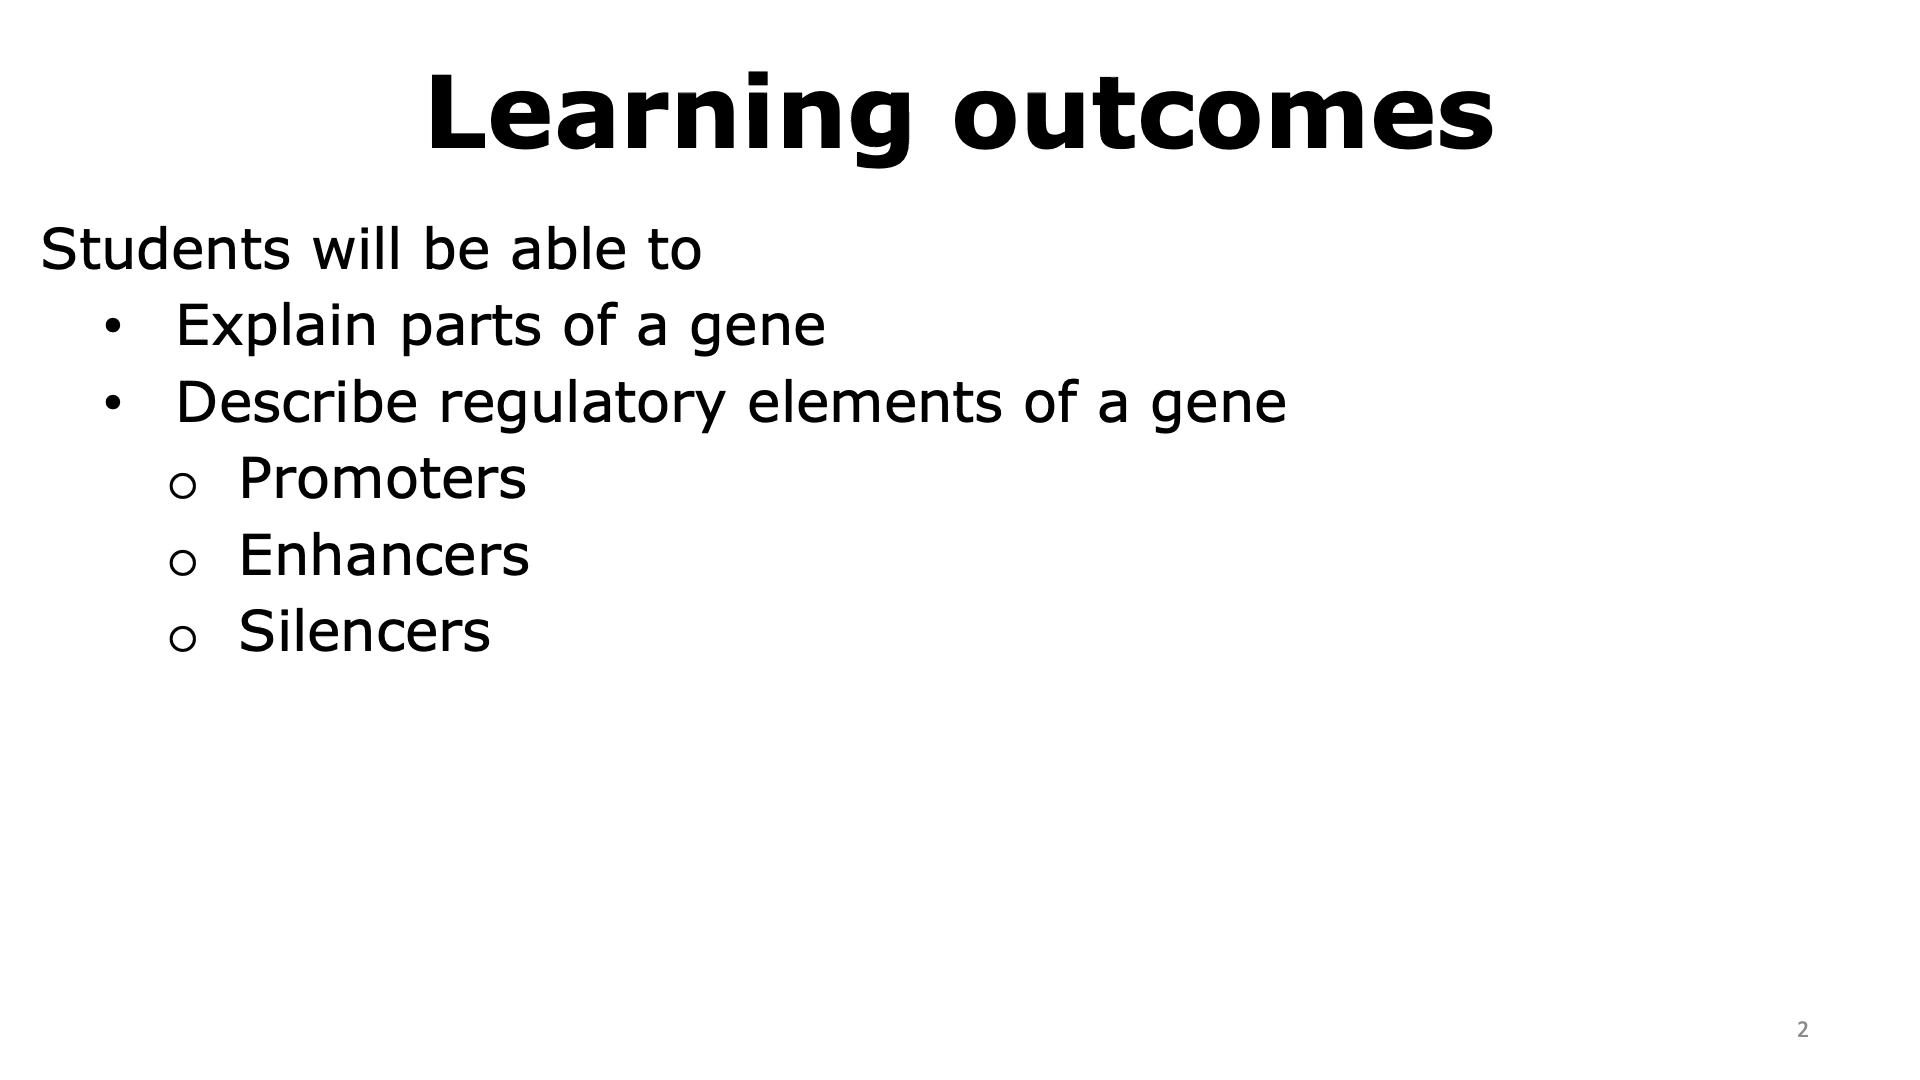 Learning outcomes
Students will be able to
• Explain parts of a gene
• Describe regulatory elements of a gene
o Promoters
o Enhancers
o Silencers
2